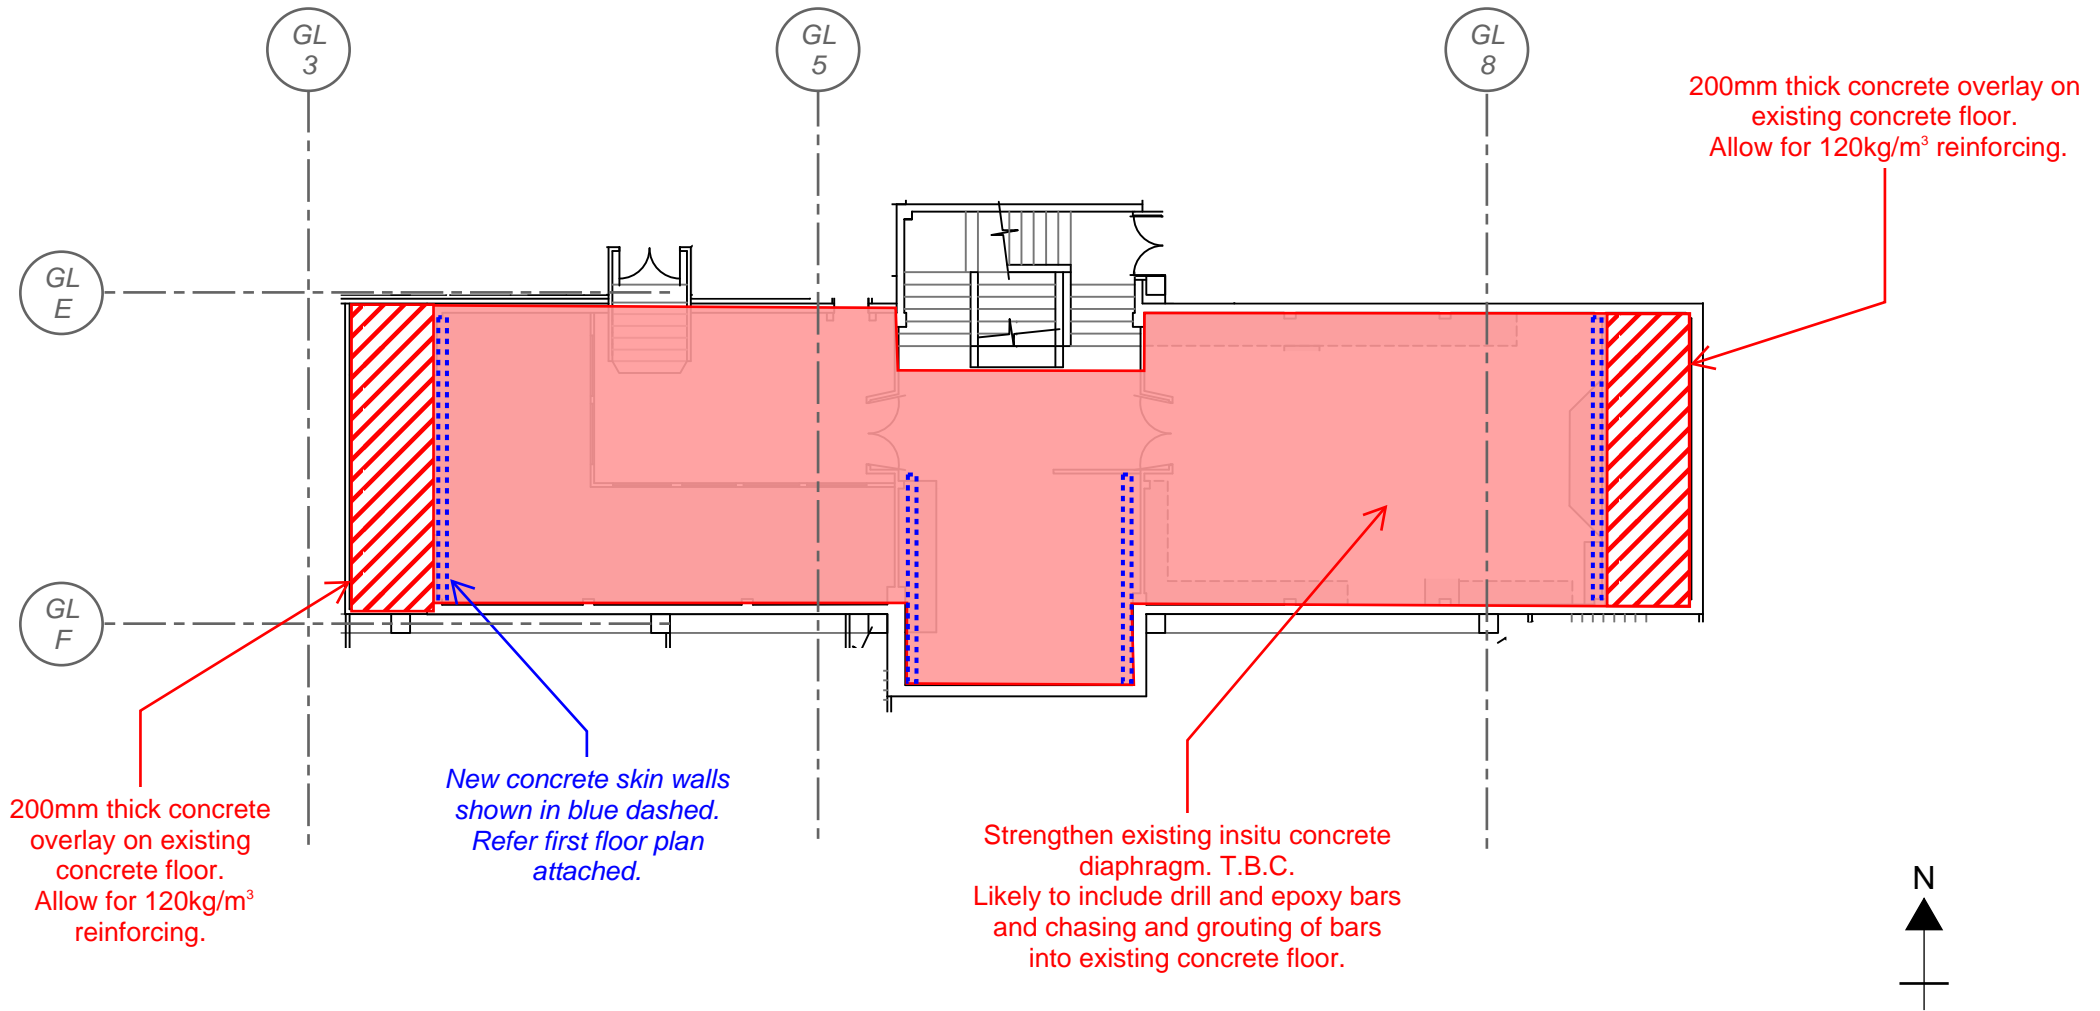 GL
3
GL
5
GL
8
200mm thick concrete overlay on
existing concrete floor.
Allow for 120kg/m³ reinforcing.
GL
E
GL
F
200mm thick concrete
overlay on existing
concrete floor.
Allow for 120kg/m³
reinforcing.
New concrete skin walls
shown in blue dashed.
Refer first floor plan
attached.
Strengthen existing insitu concrete
diaphragm. T.B.C.
Likely to include drill and epoxy bars
and chasing and grouting of bars
into existing concrete floor.
N